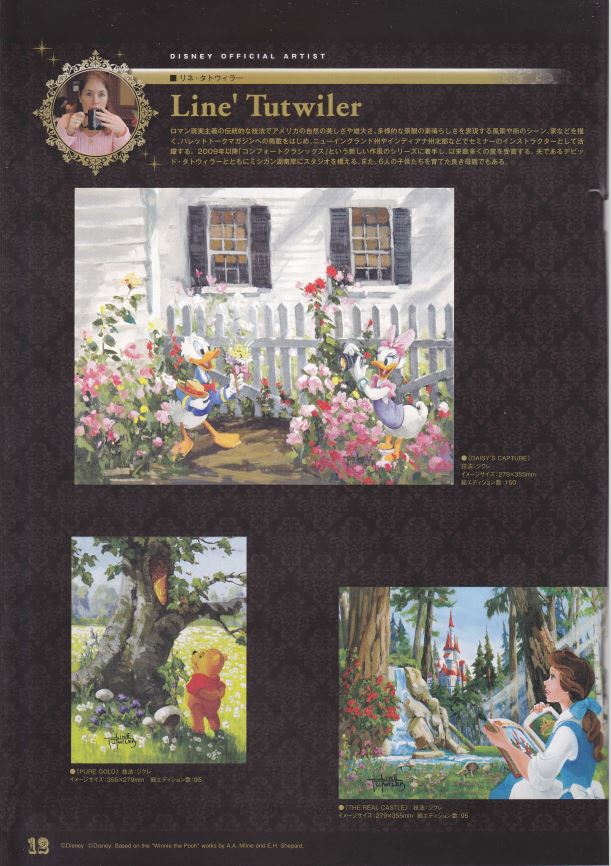 DISNEY OFFICIAL ARTIST
■ リネ・タトウィラー
Line' Tutwiler
ロマン現実主義の伝統的な技法でアメリカの自然の美しさや雄大さ、多様的な景観の素晴らしさを表現する風景や街のシーン、家などを描
く。パレットトークマガジンへの掲載をはじめ、ニューイングランド州やインディアナ州北部などでセミナーのインストラクターとして活
躍する。 2009年以降「コンフォートクラシックス」という新しい作風のシリーズに着手し、以来数多くの賞を受賞する。夫であるデビッ
ド・タトウィラーとともにミシガン湖南岸にスタジオを構える。また、6人の子供たちを育てた良き母親でもある。
●〈DAISY'S CAPTURE〉
技法：ジクレ
イメージサイズ：279×355mm
総エディション数：150
LINE
TUTWILER
●〈PURE GOLD〉 技法：ジクレ
イメージサイズ：355×279mm 総エディション数：95
LINE
TUTWILER
●〈THE REAL CASTLE〉 技法：ジクレ
イメージサイズ：279×355mm 総エディション数：95
12
©Disney ©Disney. Based on the "Winnie the Pooh" works by A.A. Milne and E.H. Shepard.